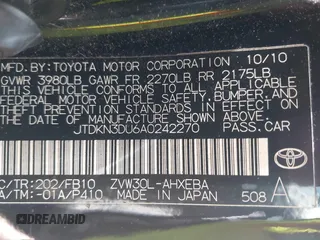 MFD. BY: TOYOTA MOTOR CORPORATION 10/10
GVWR 3980LB GAWR FR 2270LB RR 2175LB
THIS VEHICLE CONFORMS TO ALL APPLICABLE
FEDERAL MOTOR VEHICLE SAFETY, BUMPER, AND
THEFT PREVENTION STANDARDS IN EFFECT ON
THE DATE OF MANUFACTURE SHOWN ABOVE.
JTDKN3DU6A0242270 PASS.CAR
C/TR:202/FB10 ZVW30L-AHXEBA
A/TM:-01A/P410 MADE IN JAPAN 508 A
TOYOTA
DREAMBID